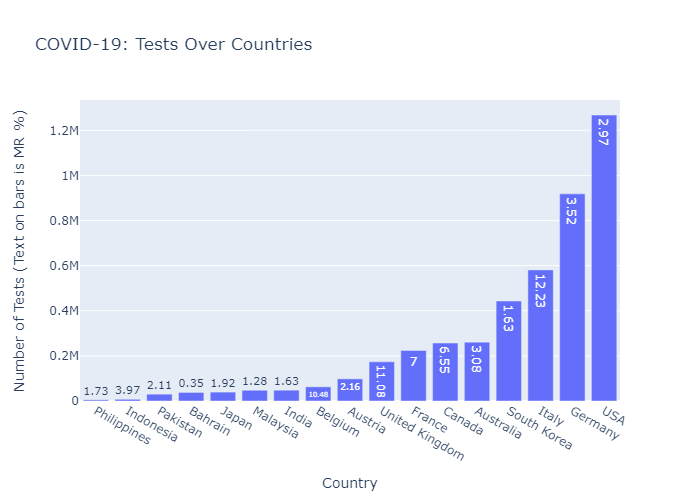 COVID-19: Tests Over Countries
Number of Tests (Text on bars is MR %)
1.2M
1M
0.8M
0.6M
0.4M
0.2M
0
1.73
3.97
2.11
0.35
1.92
1.28
1.63
10.48
2.16
11.08
7
6.55
3.08
1.63
12.23
3.52
2.97
Philippines
Indonesia
Pakistan
Bahrain
Japan
Malaysia
India
Belgium
Austria
United Kingdom
France
Canada
Australia
South Korea
Italy
Germany
USA
Country